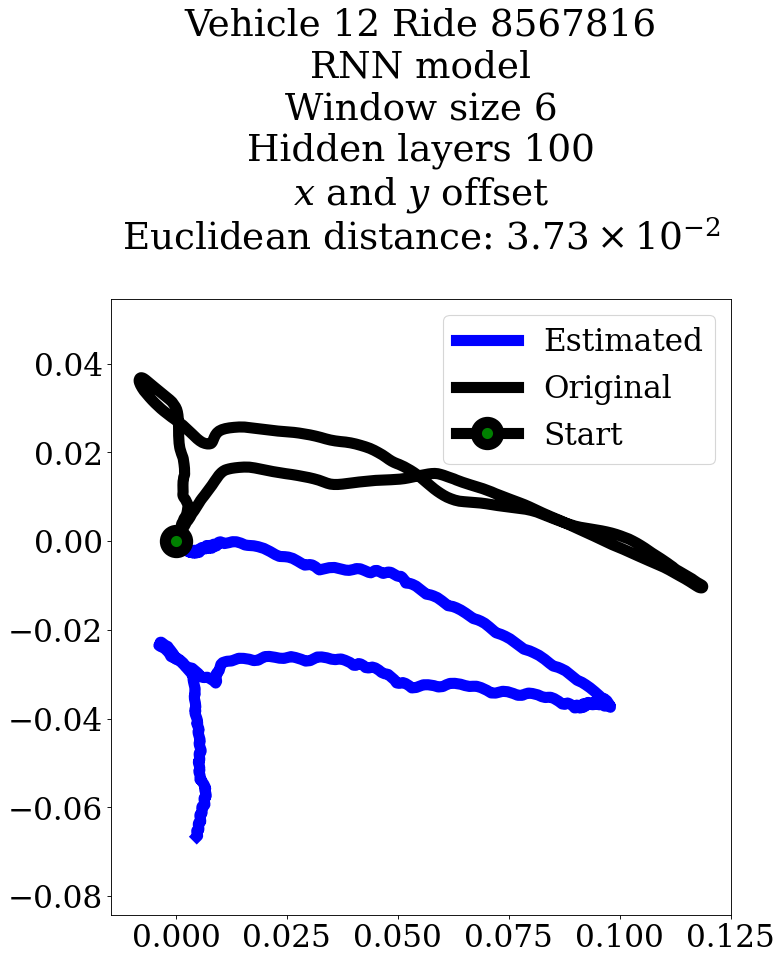 Vehicle 12 Ride 8567816
RNN model
Window size 6
Hidden layers 100
x and y offset
Euclidean distance: 3.73 × 10⁻²
Estimated
Original
Start
0.04
0.02
0.00
−0.02
−0.04
−0.06
−0.08
0.000 0.025 0.050 0.075 0.100 0.125